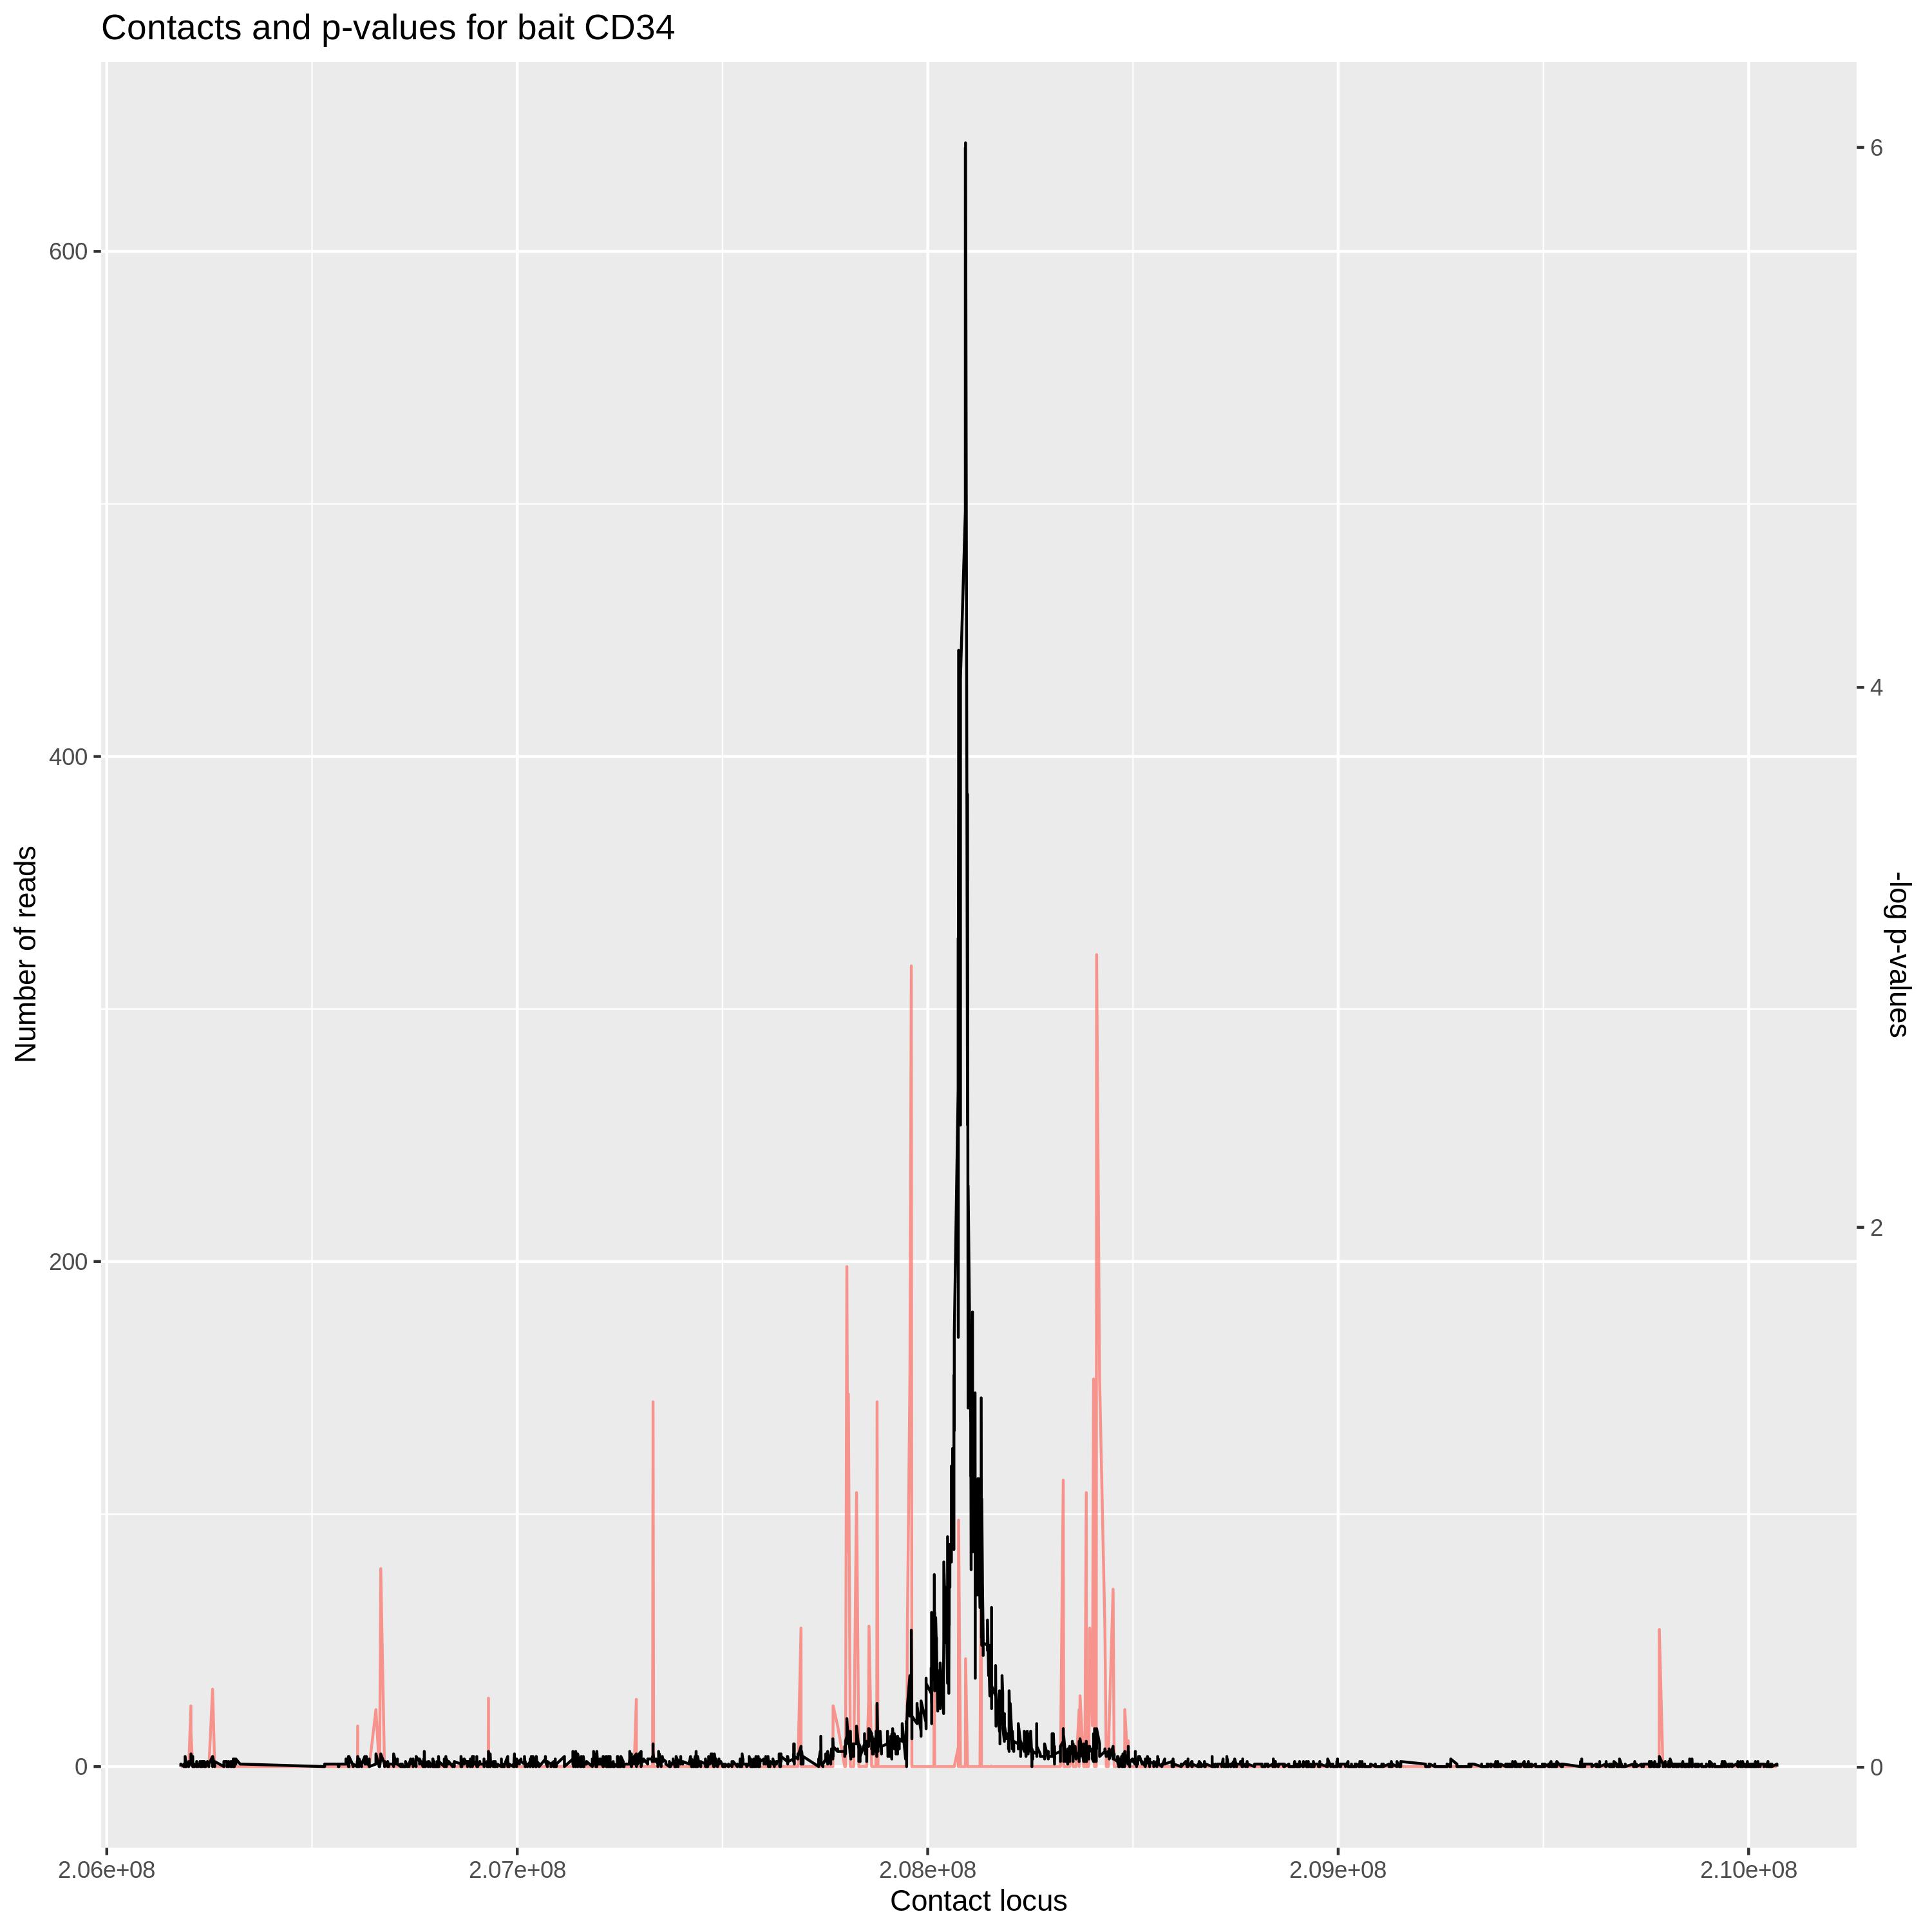 Contacts and p-values for bait CD34
600
400
200
0
6
4
2
0
Number of reads
-log p-values
2.06e+08
2.07e+08
2.08e+08
2.09e+08
2.10e+08
Contact locus